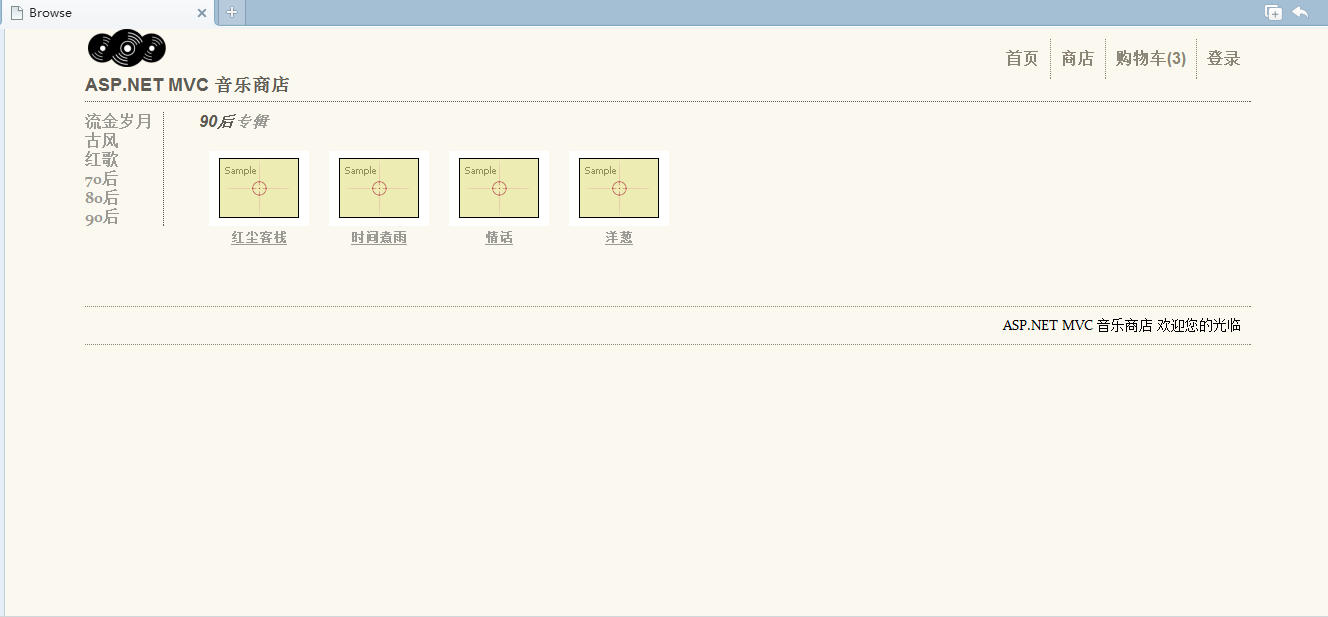 Browse
首页 商店 购物车(3) 登录
ASP.NET MVC 音乐商店
流金岁月
古风
红歌
70后
80后
90后
90后 专辑
Sample Sample Sample Sample
红尘客栈 时间煮雨 情话 洋葱
ASP.NET MVC 音乐商店 欢迎您的光临